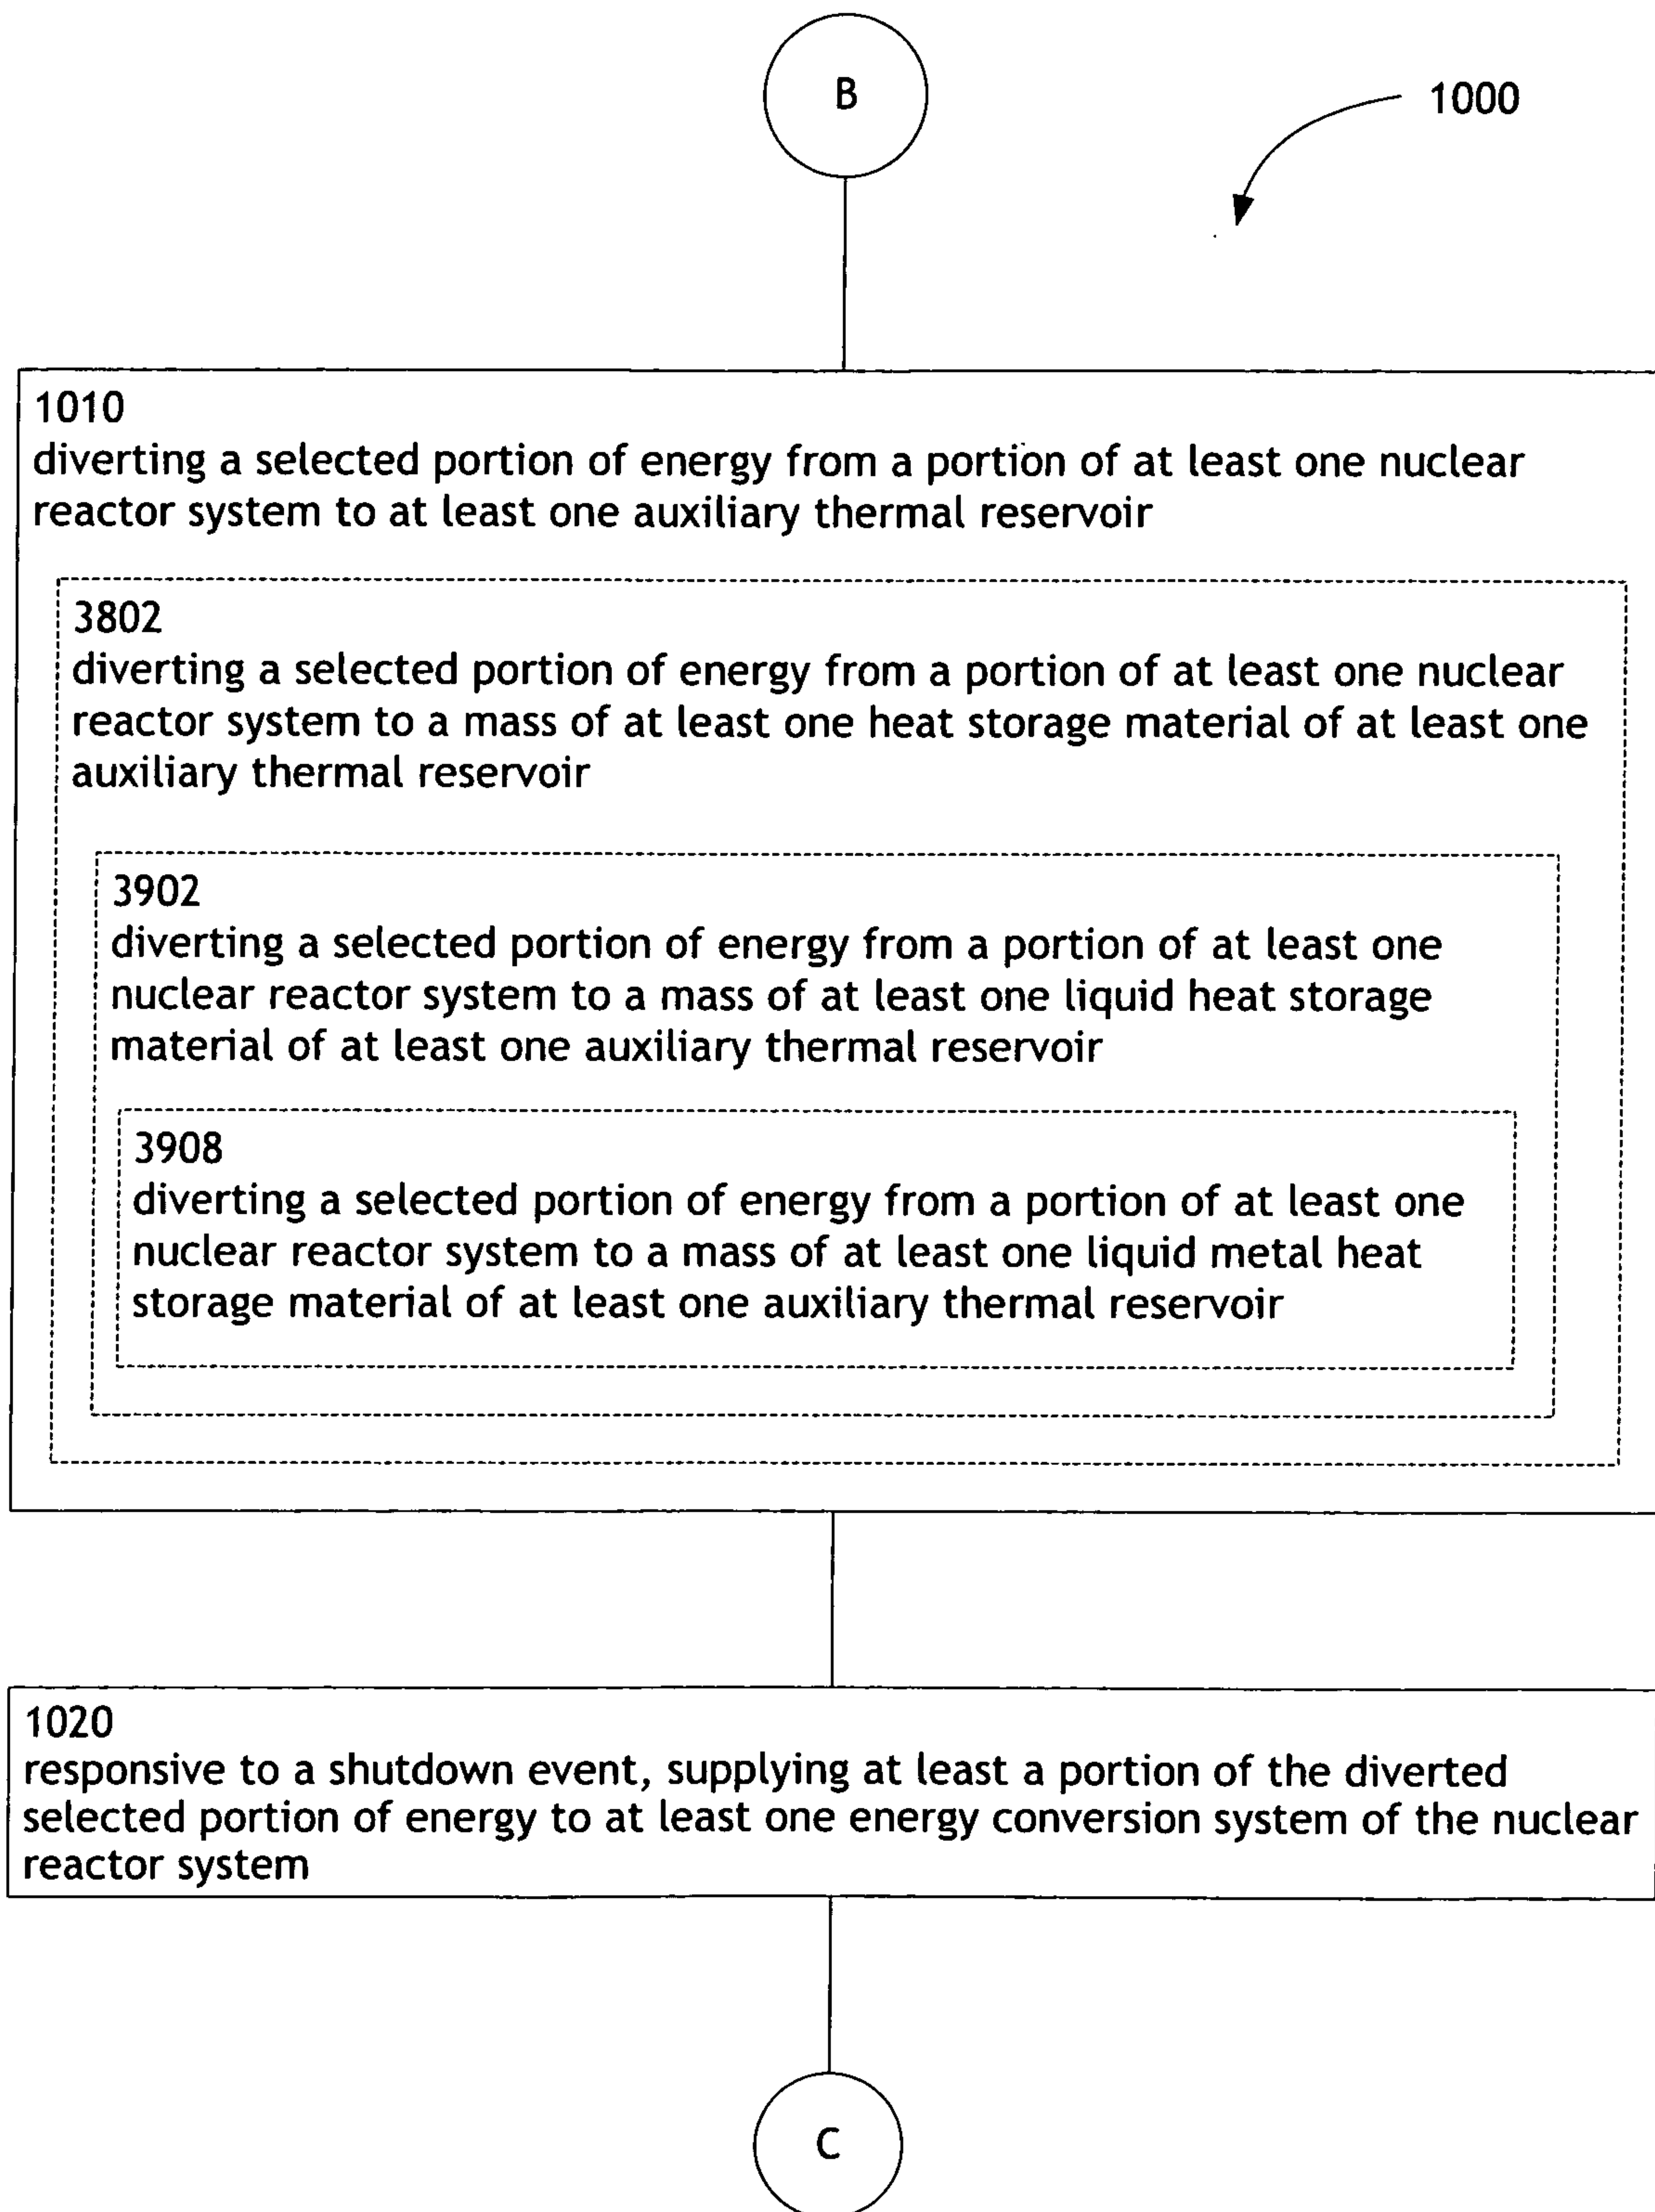 B
1000
1010
diverting a selected portion of energy from a portion of at least one nuclear
reactor system to at least one auxiliary thermal reservoir
3802
diverting a selected portion of energy from a portion of at least one nuclear
reactor system to a mass of at least one heat storage material of at least one
auxiliary thermal reservoir
3902
diverting a selected portion of energy from a portion of at least one
nuclear reactor system to a mass of at least one liquid heat storage
material of at least one auxiliary thermal reservoir
3908
diverting a selected portion of energy from a portion of at least one
nuclear reactor system to a mass of at least one liquid metal heat
storage material of at least one auxiliary thermal reservoir
1020
responsive to a shutdown event, supplying at least a portion of the diverted
selected portion of energy to at least one energy conversion system of the nuclear
reactor system
C